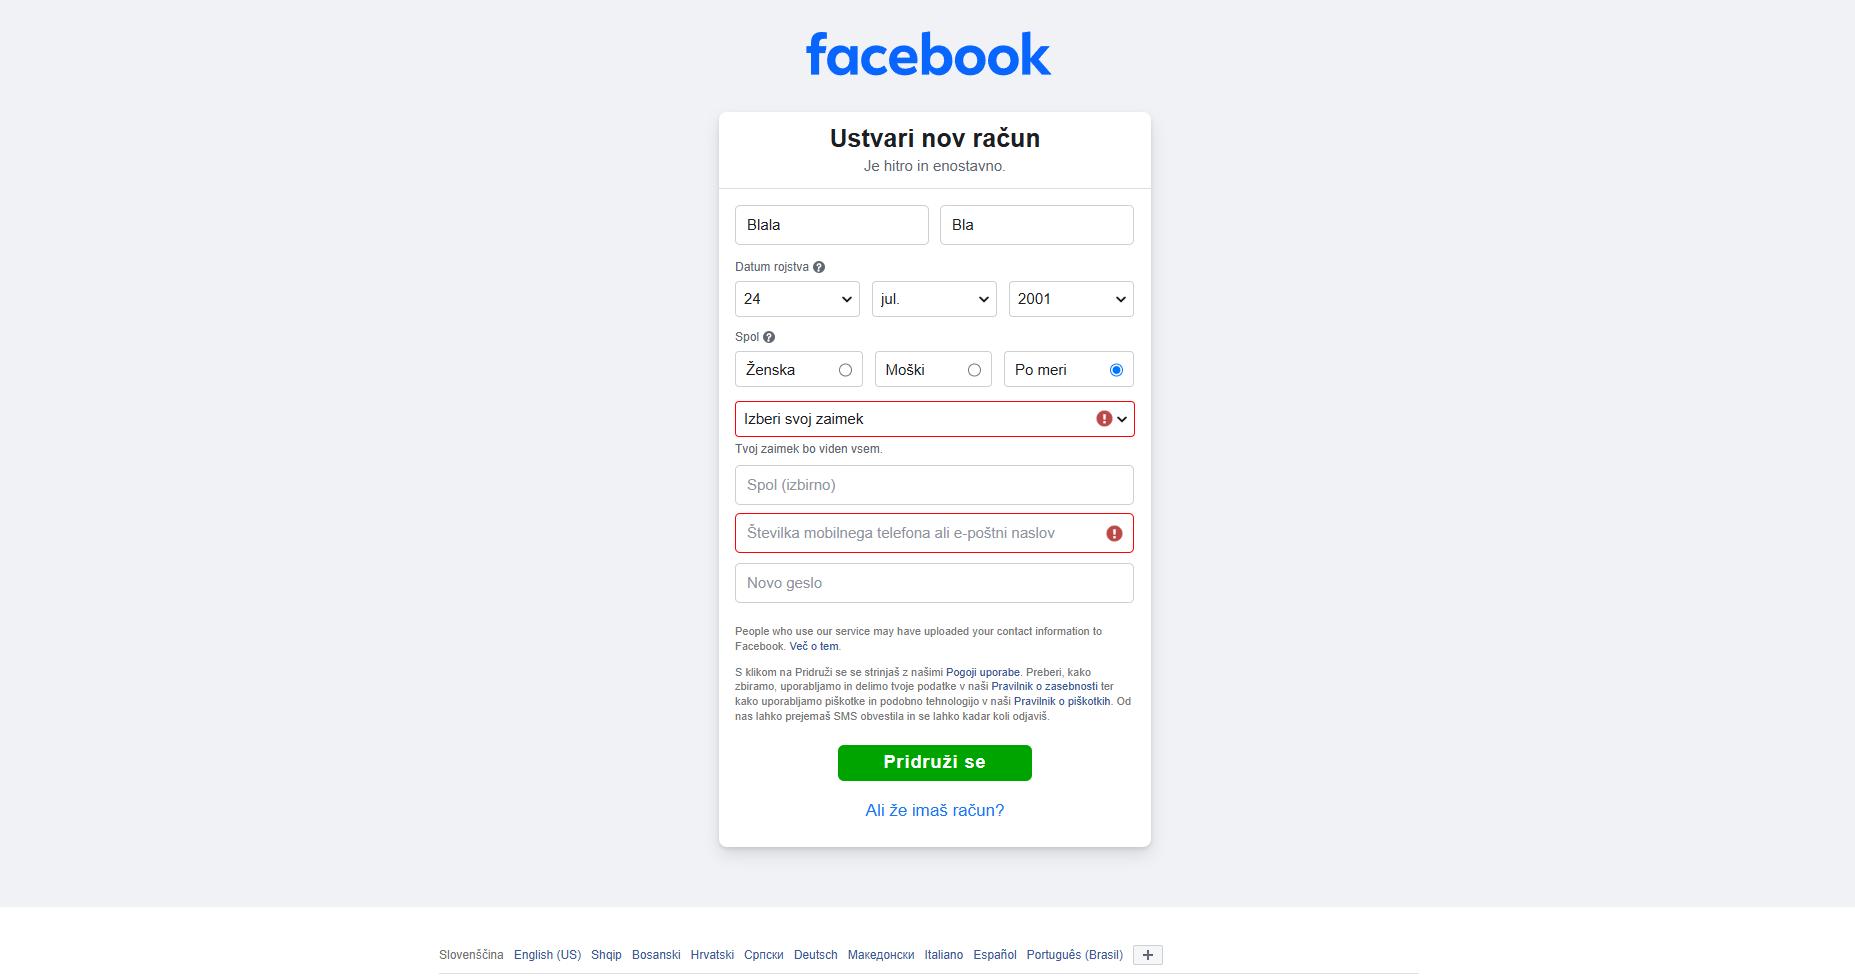 facebook
Ustvari nov račun
Je hitro in enostavno.
Blala Bla
Datum rojstva
24 jul. 2001
Spol
Ženska Moški Po meri
Izberi svoj zaimek
Tvoj zaimek bo viden vsem.
Spol (izbirno)
Številka mobilnega telefona ali e-poštni naslov
Novo geslo
People who use our service may have uploaded your contact information to
Facebook. Več o tem.
S klikom na Pridruži se se strinjaš z našimi Pogoji uporabe. Preberi, kako
zbiramo, uporabljamo in delimo tvoje podatke v naši Pravilnik o zasebnosti ter
kako uporabljamo piškotke in podobno tehnologijo v naši Pravilnik o piškotkih. Od
nas lahko prejemaš SMS obvestila in se lahko kadar koli odjaviš.
Pridruži se
Ali že imaš račun?
Slovenščina English (US) Shqip Bosanski Hrvatski Српски Deutsch Македонски Italiano Español Português (Brasil)